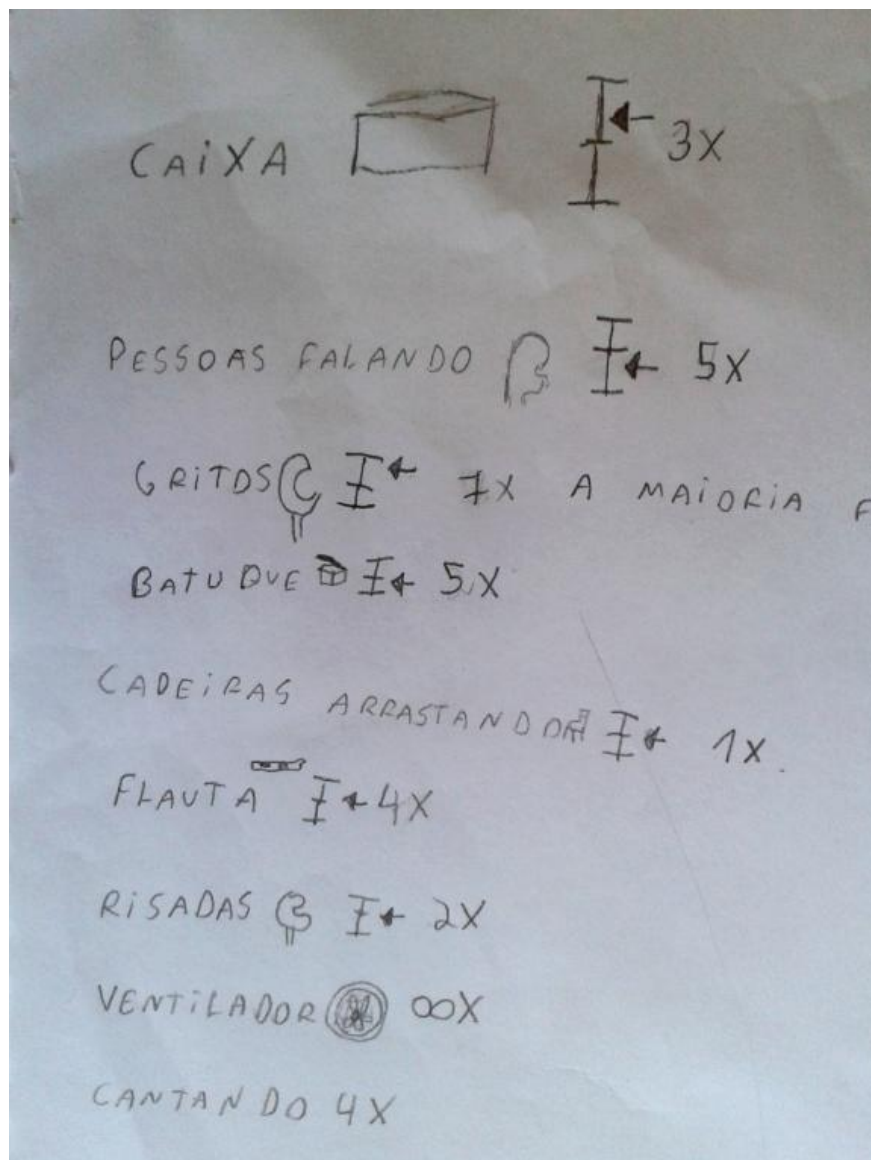 CAIXA 3X
PESSOAS FALANDO 5X
GRITOS 7X A MAIORIA F
BATUQUE 5X
CADEIRAS ARRASTANDO 1X
FLAUTA 4X
RISADAS 2X
VENTILADOR ∞X
CANTANDO 4X